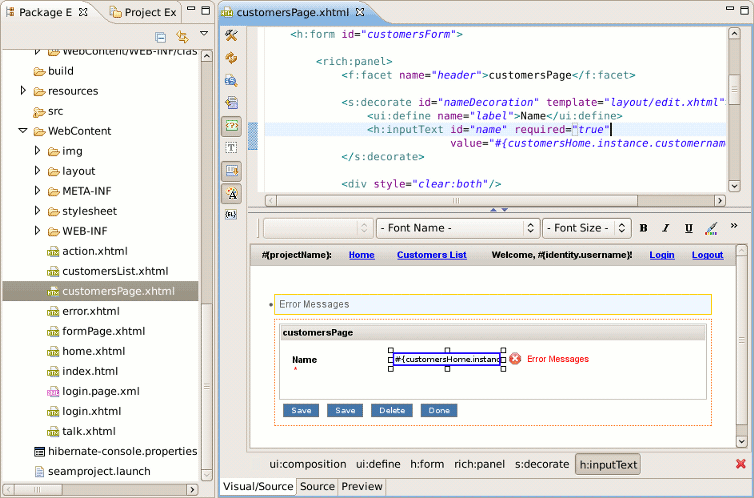 Package E
Project Ex
WebContent/WEB-INF/clas
build
resources
src
WebContent
img
layout
META-INF
stylesheet
WEB-INF
action.xhtml
customersList.xhtml
customersPage.xhtml
error.xhtml
formPage.xhtml
home.xhtml
index.html
login.page.xml
login.xhtml
talk.xhtml
hibernate-console.properties
seamproject.launch
customersPage.xhtml
<h:form id="customersForm">
<rich:panel>
<f:facet name="header">customersPage</f:facet>
<s:decorate id="nameDecoration" template="layout/edit.xhtml"
<ui:define name="label">Name</ui:define>
<h:inputText id="name" required="true"
value="#{customersHome.instance.customernam
</s:decorate>
<div style="clear:both"/>
- Font Name - - Font Size - B I U »
#{projectName}: Home Customers List Welcome, #{identity.username}! Login Logout
Error Messages
customersPage
Name #{customersHome.instanc Error Messages
*
Save Save Delete Done
ui:composition ui:define h:form rich:panel s:decorate h:inputText
Visual/Source Source Preview